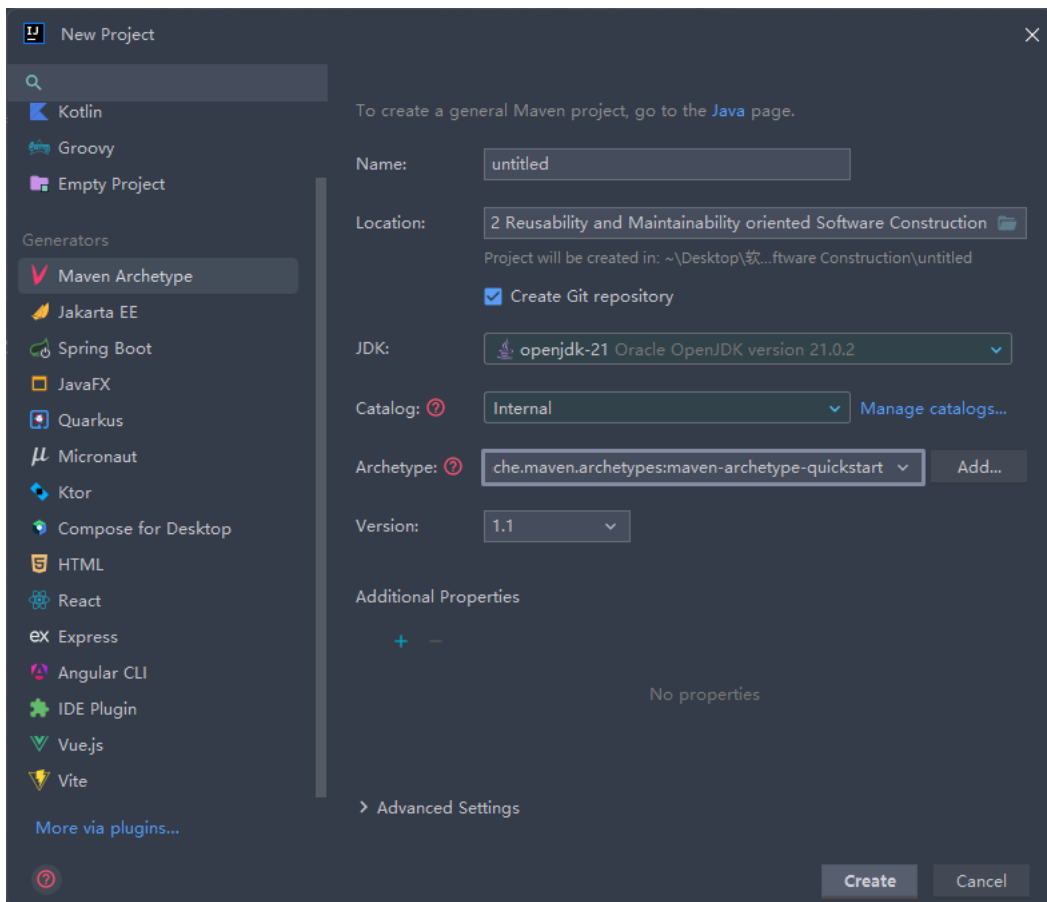 New Project
Kotlin
Groovy
Empty Project
Generators
Maven Archetype
Jakarta EE
Spring Boot
JavaFX
Quarkus
Micronaut
Ktor
Compose for Desktop
HTML
React
Express
Angular CLI
IDE Plugin
Vue.js
Vite
More via plugins...
To create a general Maven project, go to the Java page.
Name: untitled
Location: 2 Reusability and Maintainability oriented Software Construction
Project will be created in: ~\Desktop\软...ftware Construction\untitled
Create Git repository
JDK: openjdk-21 Oracle OpenJDK version 21.0.2
Catalog: Internal Manage catalogs...
Archetype: che.maven.archetypes:maven-archetype-quickstart Add...
Version: 1.1
Additional Properties
No properties
Advanced Settings
Create Cancel